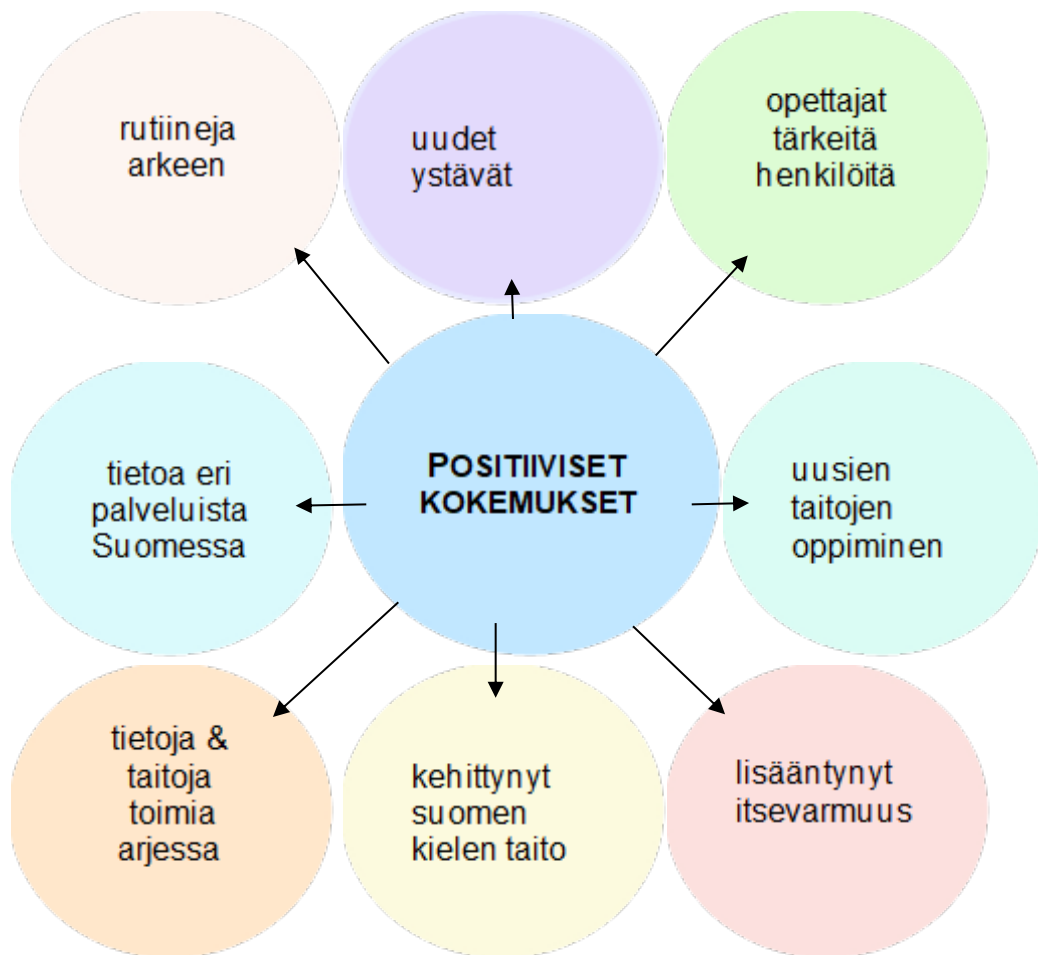 rutiineja
arkeen
uudet
ystävät
opettajat
tärkeitä
henkilöitä
tietoa eri
palveluista
Suomessa
POSITIIVISET
KOKEMUKSET
uusien
taitojen
oppiminen
tietoja &
taitoja
toimia
arjessa
kehittynyt
suomen
kielen taito
lisääntynyt
itsevarmuus